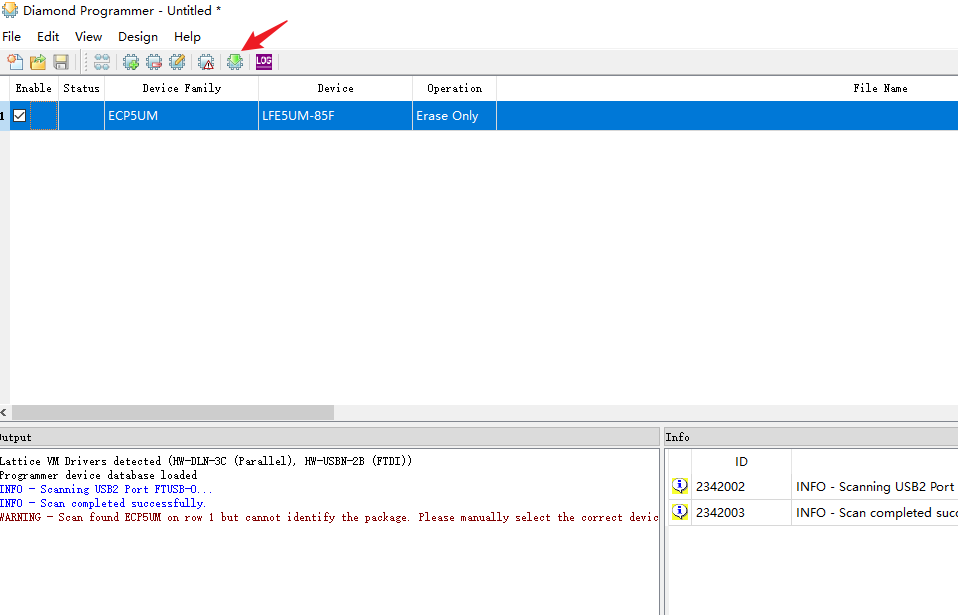 Diamond Programmer - Untitled *
File Edit View Design Help
LOG
Enable Status Device Family Device Operation File Name
1 ECP5UM LFE5UM-85F Erase Only
Output
Lattice VM Drivers detected (HW-DLN-3C (Parallel), HW-USBN-2B (FTDI))
Programmer device database loaded
INFO - Scanning USB2 Port FTUSB-0...
INFO - Scan completed successfully.
WARNING - Scan found ECP5UM on row 1 but cannot identify the package. Please manually select the correct devic
Info
ID
2342002 INFO - Scanning USB2 Port
2342003 INFO - Scan completed succ